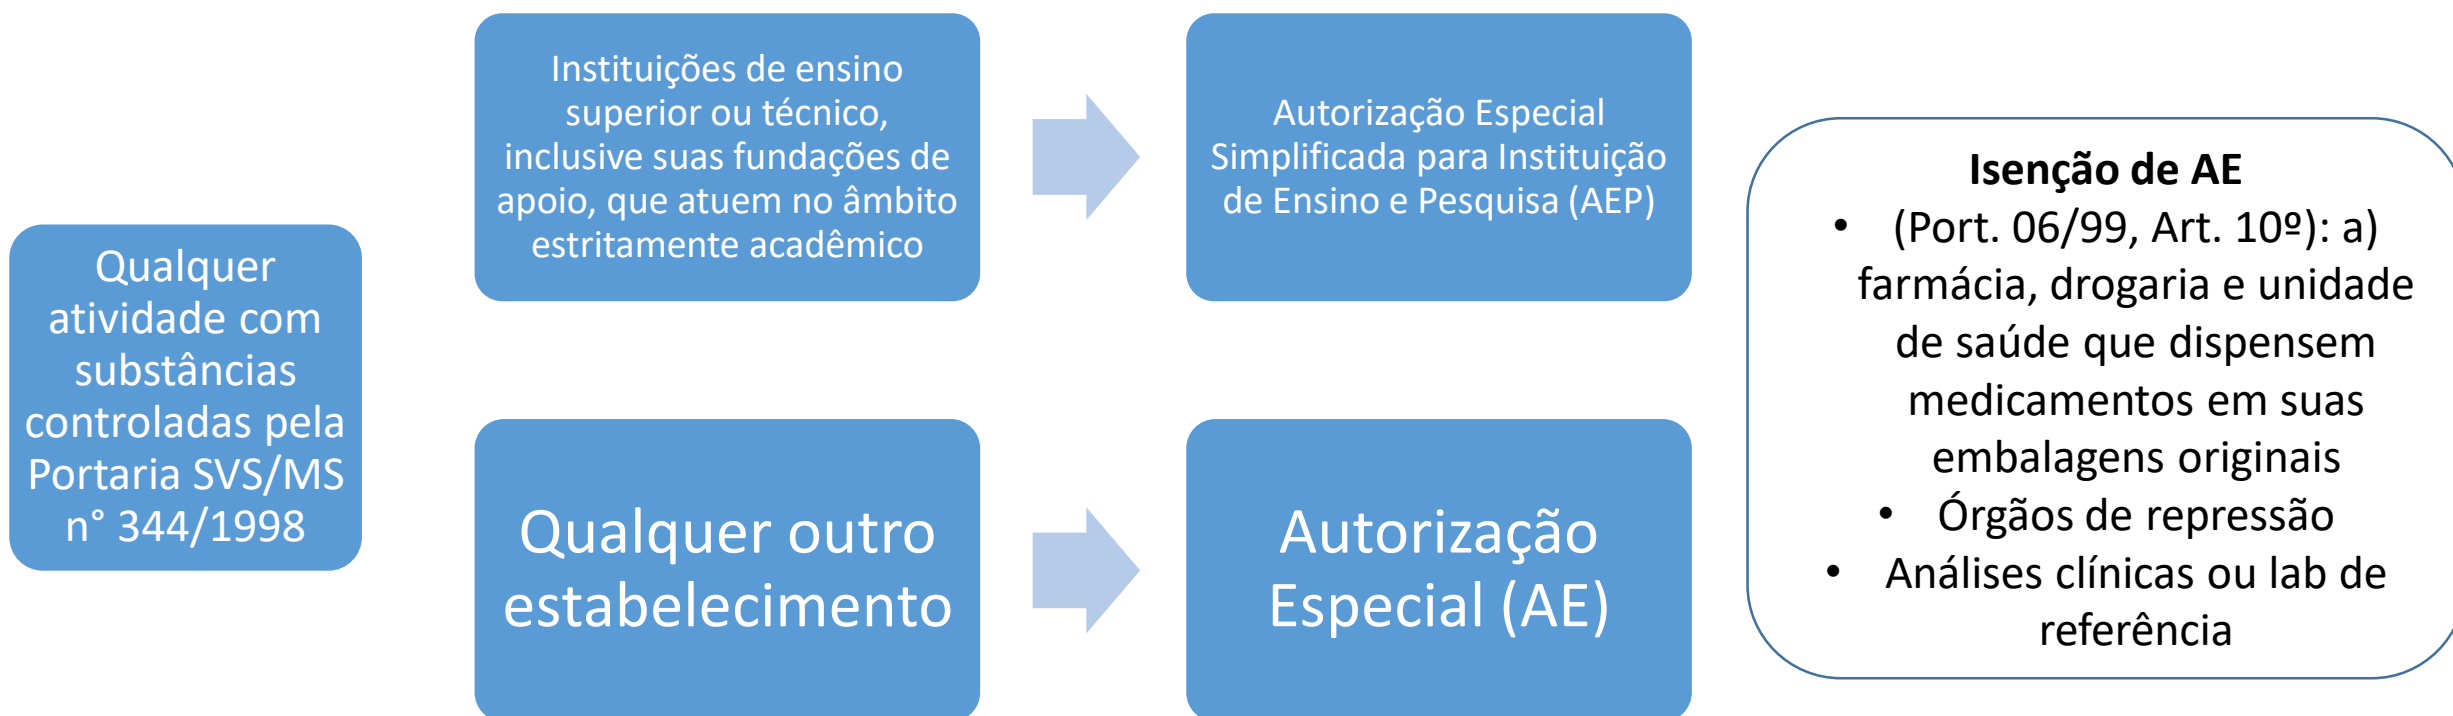 Qualquer
atividade com
substâncias
controladas pela
Portaria SVS/MS
n° 344/1998
Instituições de ensino
superior ou técnico,
inclusive suas fundações de
apoio, que atuem no âmbito
estritamente acadêmico
Autorização Especial
Simplificada para Instituição
de Ensino e Pesquisa (AEP)
Qualquer outro
estabelecimento
Autorização
Especial (AE)
Isenção de AE
• (Port. 06/99, Art. 10º): a)
farmácia, drogaria e unidade
de saúde que dispensem
medicamentos em suas
embalagens originais
• Órgãos de repressão
• Análises clínicas ou lab de
referência